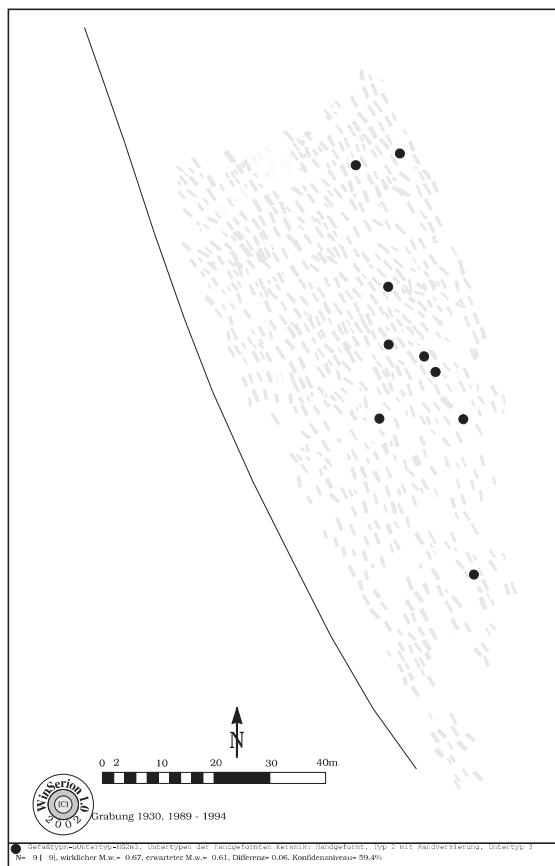 N
0 2 10 20 30 40m
WinSerion 1.0
(C)
2002
Grabung 1930, 1989 - 1994
Gefäßtypm-oUntertyp-HG2m3, Untertypen der Handgeformten Keramik: Handgeformt, Typ 2 mit Randverzierung, Untertyp 3
N= 9 [ 9], wirklicher M.w.= 0.67, erwarteter M.w.= 0.61, Differenz= 0.06, Konfidenzniveau= 59.4%